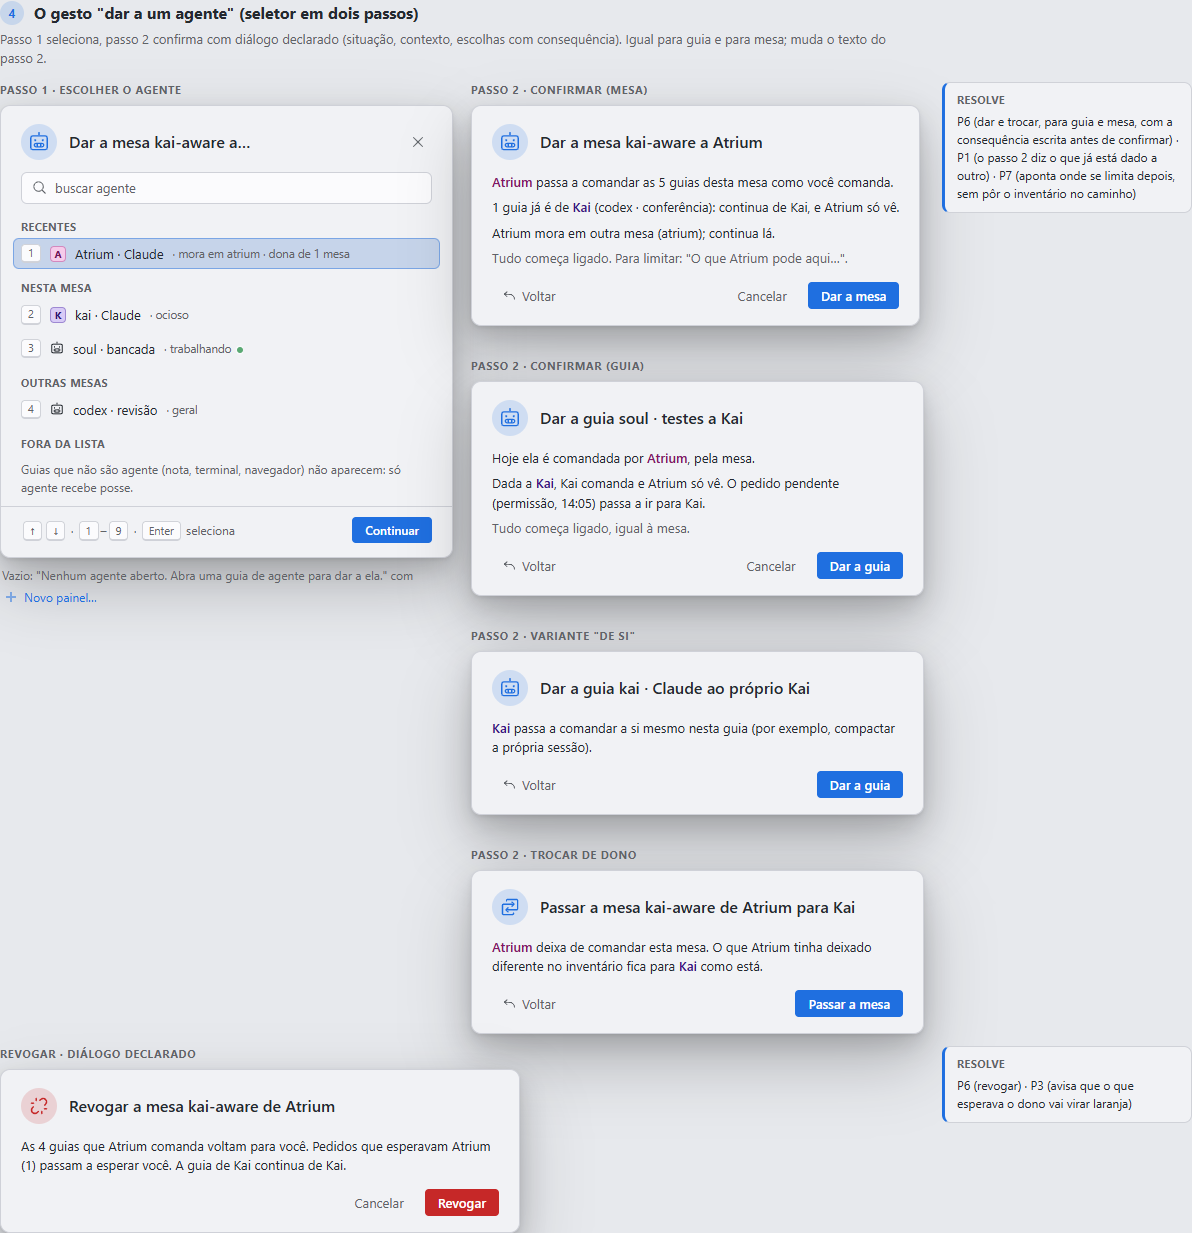 4 O gesto "dar a um agente" (seletor em dois passos)
Passo 1 seleciona, passo 2 confirma com diálogo declarado (situação, contexto, escolhas com consequência). Igual para guia e para mesa; muda o texto do
passo 2.
PASSO 1 · ESCOLHER O AGENTE
Dar a mesa kai-aware a...
buscar agente
RECENTES
1 A Atrium · Claude · mora em atrium · dona de 1 mesa
NESTA MESA
2 K kai · Claude · ocioso
3 soul · bancada · trabalhando
OUTRAS MESAS
4 codex · revisão · geral
FORA DA LISTA
Guias que não são agente (nota, terminal, navegador) não aparecem: só
agente recebe posse.
↑ ↓ · 1 – 9 · Enter seleciona Continuar
Vazio: "Nenhum agente aberto. Abra uma guia de agente para dar a ela." com
+ Novo painel...
PASSO 2 · CONFIRMAR (MESA)
Dar a mesa kai-aware a Atrium
Atrium passa a comandar as 5 guias desta mesa como você comanda.
1 guia já é de Kai (codex · conferência): continua de Kai, e Atrium só vê.
Atrium mora em outra mesa (atrium); continua lá.
Tudo começa ligado. Para limitar: "O que Atrium pode aqui...".
Voltar Cancelar Dar a mesa
PASSO 2 · CONFIRMAR (GUIA)
Dar a guia soul · testes a Kai
Hoje ela é comandada por Atrium, pela mesa.
Dada a Kai, Kai comanda e Atrium só vê. O pedido pendente
(permissão, 14:05) passa a ir para Kai.
Tudo começa ligado, igual à mesa.
Voltar Cancelar Dar a guia
PASSO 2 · VARIANTE "DE SI"
Dar a guia kai · Claude ao próprio Kai
Kai passa a comandar a si mesmo nesta guia (por exemplo, compactar
a própria sessão).
Voltar Dar a guia
PASSO 2 · TROCAR DE DONO
Passar a mesa kai-aware de Atrium para Kai
Atrium deixa de comandar esta mesa. O que Atrium tinha deixado
diferente no inventário fica para Kai como está.
Voltar Passar a mesa
RESOLVE
P6 (dar e trocar, para guia e mesa, com a
consequência escrita antes de confirmar) ·
P1 (o passo 2 diz o que já está dado a
outro) · P7 (aponta onde se limita depois,
sem pôr o inventário no caminho)
REVOGAR · DIÁLOGO DECLARADO
Revogar a mesa kai-aware de Atrium
As 4 guias que Atrium comanda voltam para você. Pedidos que esperavam Atrium
(1) passam a esperar você. A guia de Kai continua de Kai.
Cancelar Revogar
RESOLVE
P6 (revogar) · P3 (avisa que o que
esperava o dono vai virar laranja)